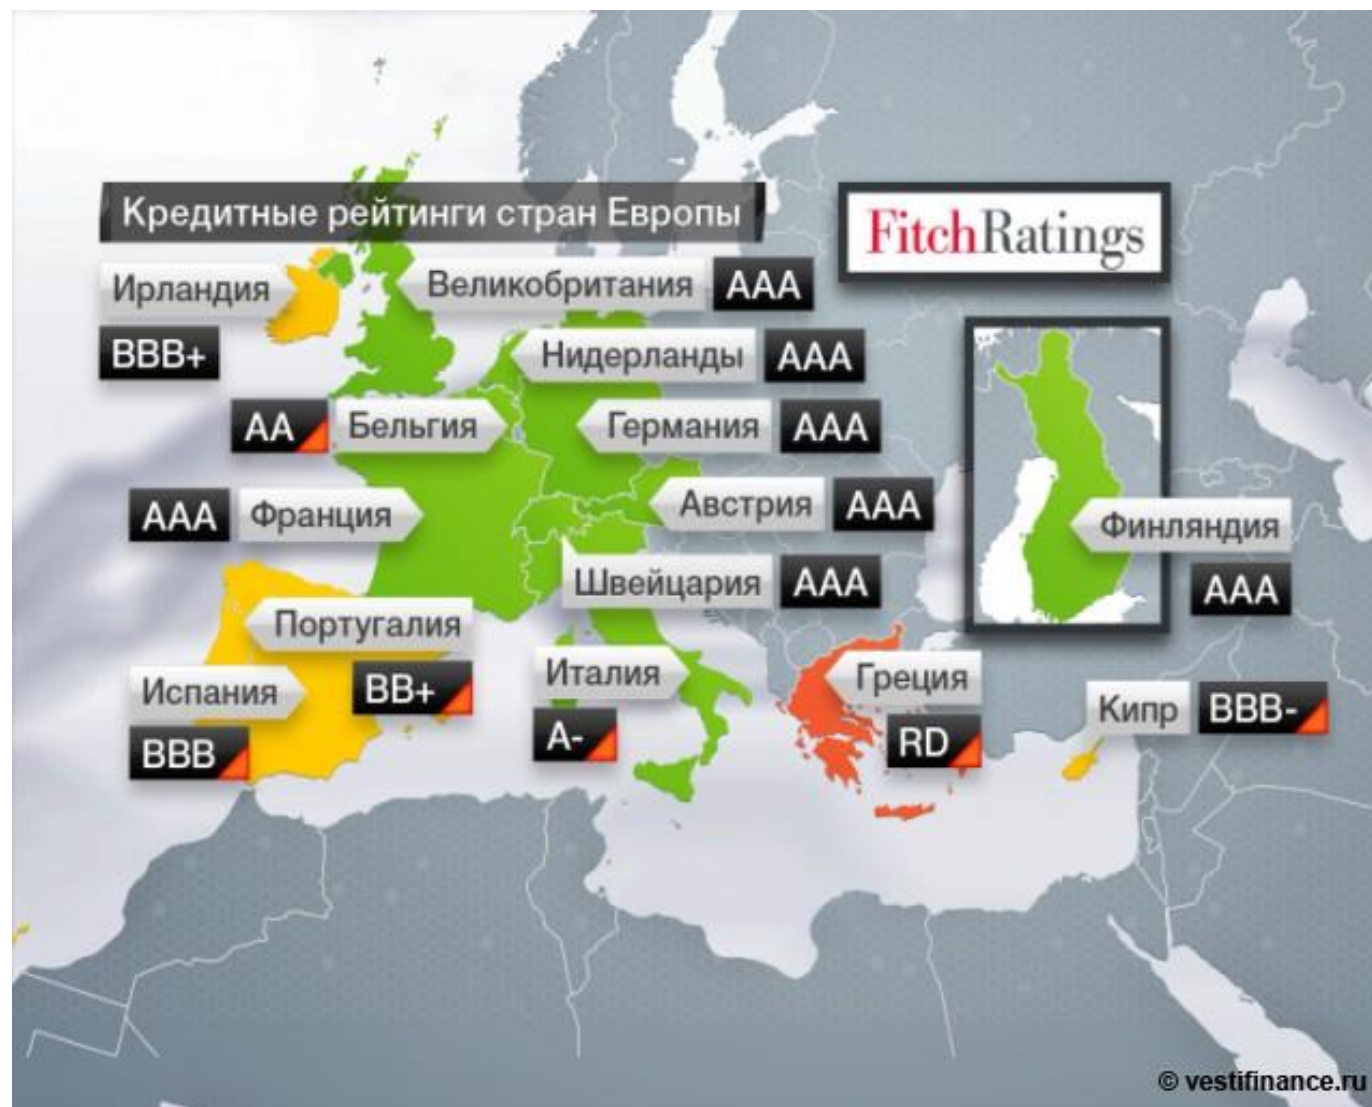 Кредитные рейтинги стран Европы
FitchRatings
Ирландия
BBB+
Великобритания AAA
Нидерланды AAA
AA Бельгия
Германия AAA
AAA Франция
Австрия AAA
Финляндия
AAA
Швейцария AAA
Португалия
BB+
Испания
BBB
Италия
A-
Греция
RD
Кипр BBB-
© vestifinance.ru